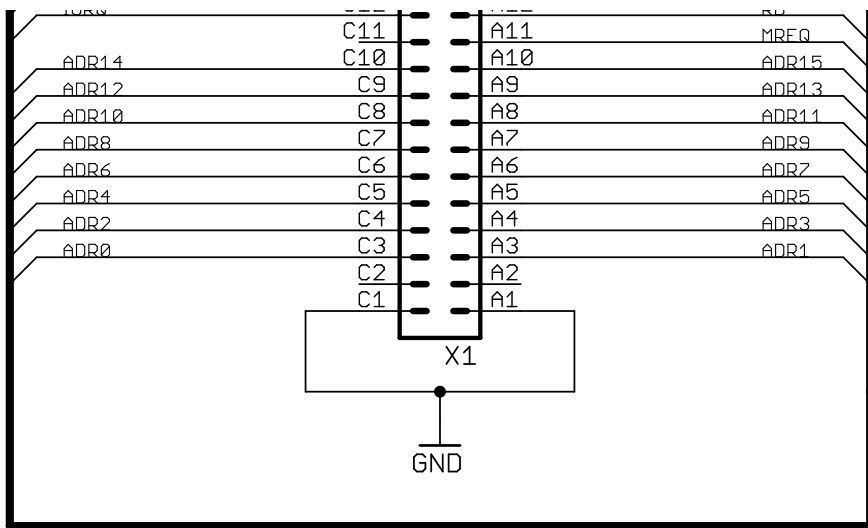 C11 A11 MREQ
ADR14 C10 A10 ADR15
ADR12 C9 A9 ADR13
ADR10 C8 A8 ADR11
ADR8 C7 A7 ADR9
ADR6 C6 A6 ADR7
ADR4 C5 A5 ADR5
ADR2 C4 A4 ADR3
ADR0 C3 A3 ADR1
C2 A2
C1 A1
X1
GND